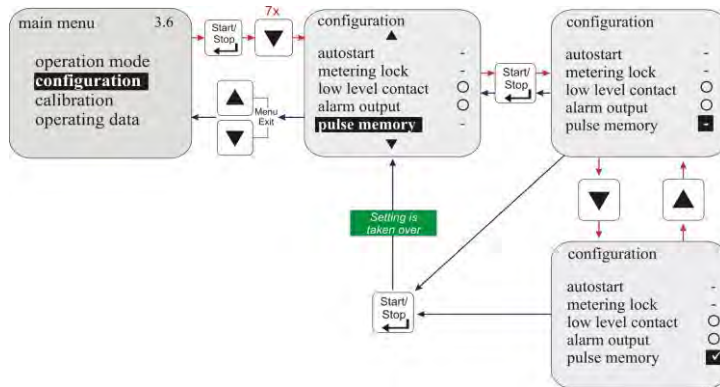 main menu 3.6
operation mode
configuration
calibration
operating data
Start/
Stop
7x
configuration
autostart -
metering lock -
low level contact
alarm output
pulse memory -
Start/
Stop
configuration
autostart -
metering lock -
low level contact
alarm output
pulse memory -
Menu
Exit
Setting is
taken over
Start/
Stop
configuration
autostart -
metering lock -
low level contact
alarm output
pulse memory ✓